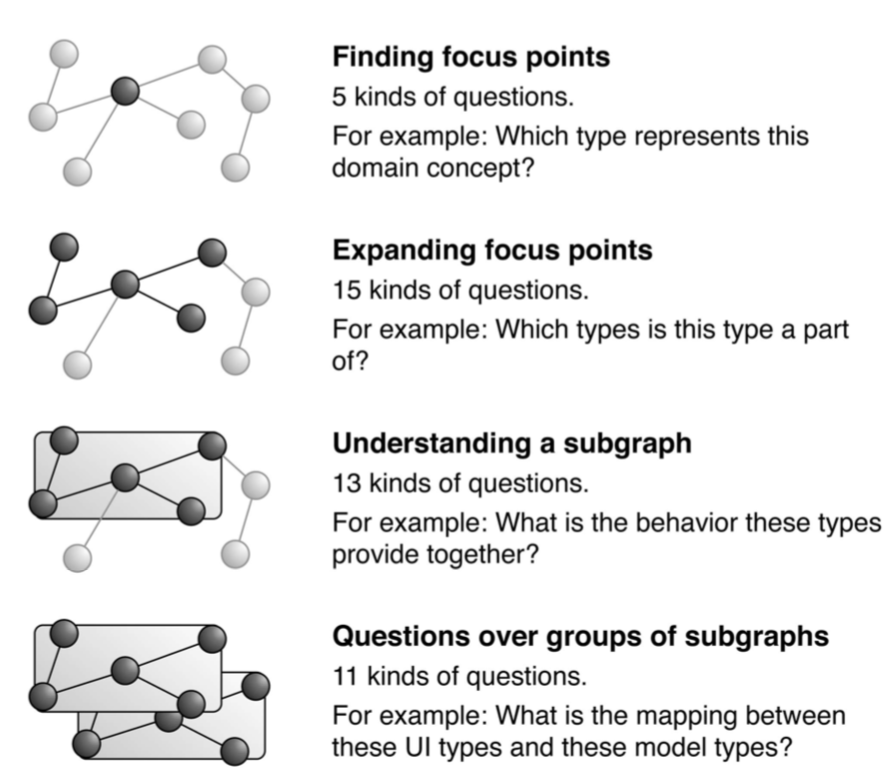 Finding focus points
5 kinds of questions.
For example: Which type represents this
domain concept?
Expanding focus points
15 kinds of questions.
For example: Which types is this type a part
of?
Understanding a subgraph
13 kinds of questions.
For example: What is the behavior these types
provide together?
Questions over groups of subgraphs
11 kinds of questions.
For example: What is the mapping between
these UI types and these model types?